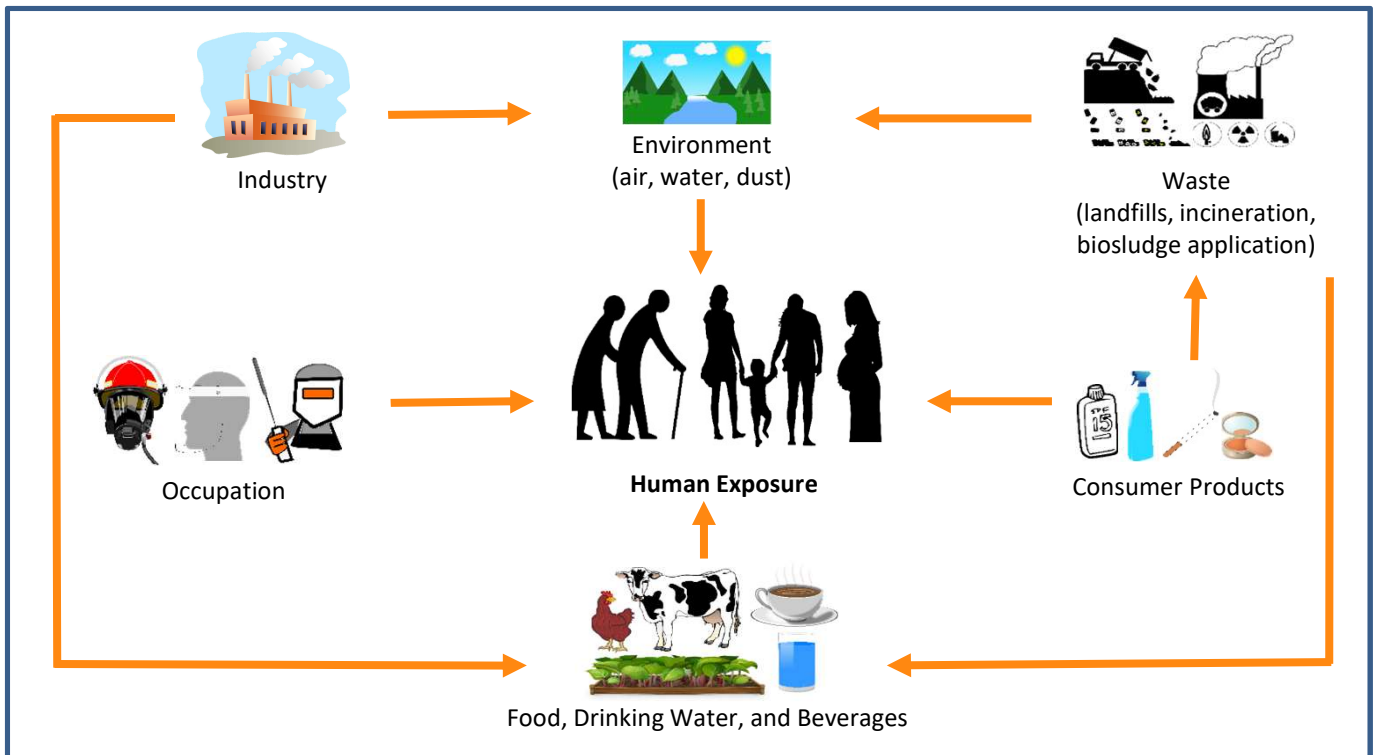 Industry
Environment
(air, water, dust)
Waste
(landfills, incineration,
biosludge application)
Occupation
Human Exposure
15
Consumer Products
Food, Drinking Water, and Beverages